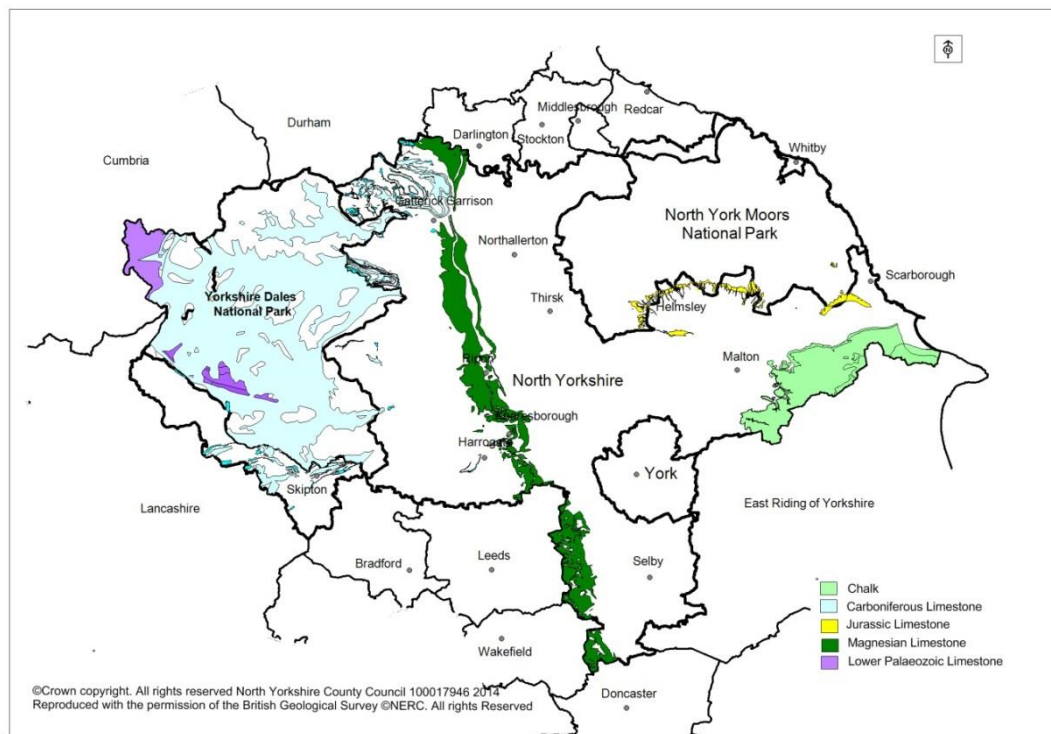 N
Middlesbrough
Redcar
Durham
Darlington
Stockton
Cumbria
Whitby
Catterick Garrison
North York Moors
National Park
Northallerton
Scarborough
Yorkshire Dales
National Park
Thirsk
Helmsley
Ripon
Malton
North Yorkshire
Knaresborough
Harrogate
York
Skipton
Lancashire
East Riding of Yorkshire
Bradford
Leeds
Selby
Chalk
Carboniferous Limestone
Jurassic Limestone
Magnesian Limestone
Lower Palaeozoic Limestone
Wakefield
Doncaster
©Crown copyright. All rights reserved North Yorkshire County Council 100017946 2014
Reproduced with the permission of the British Geological Survey ©NERC. All rights Reserved